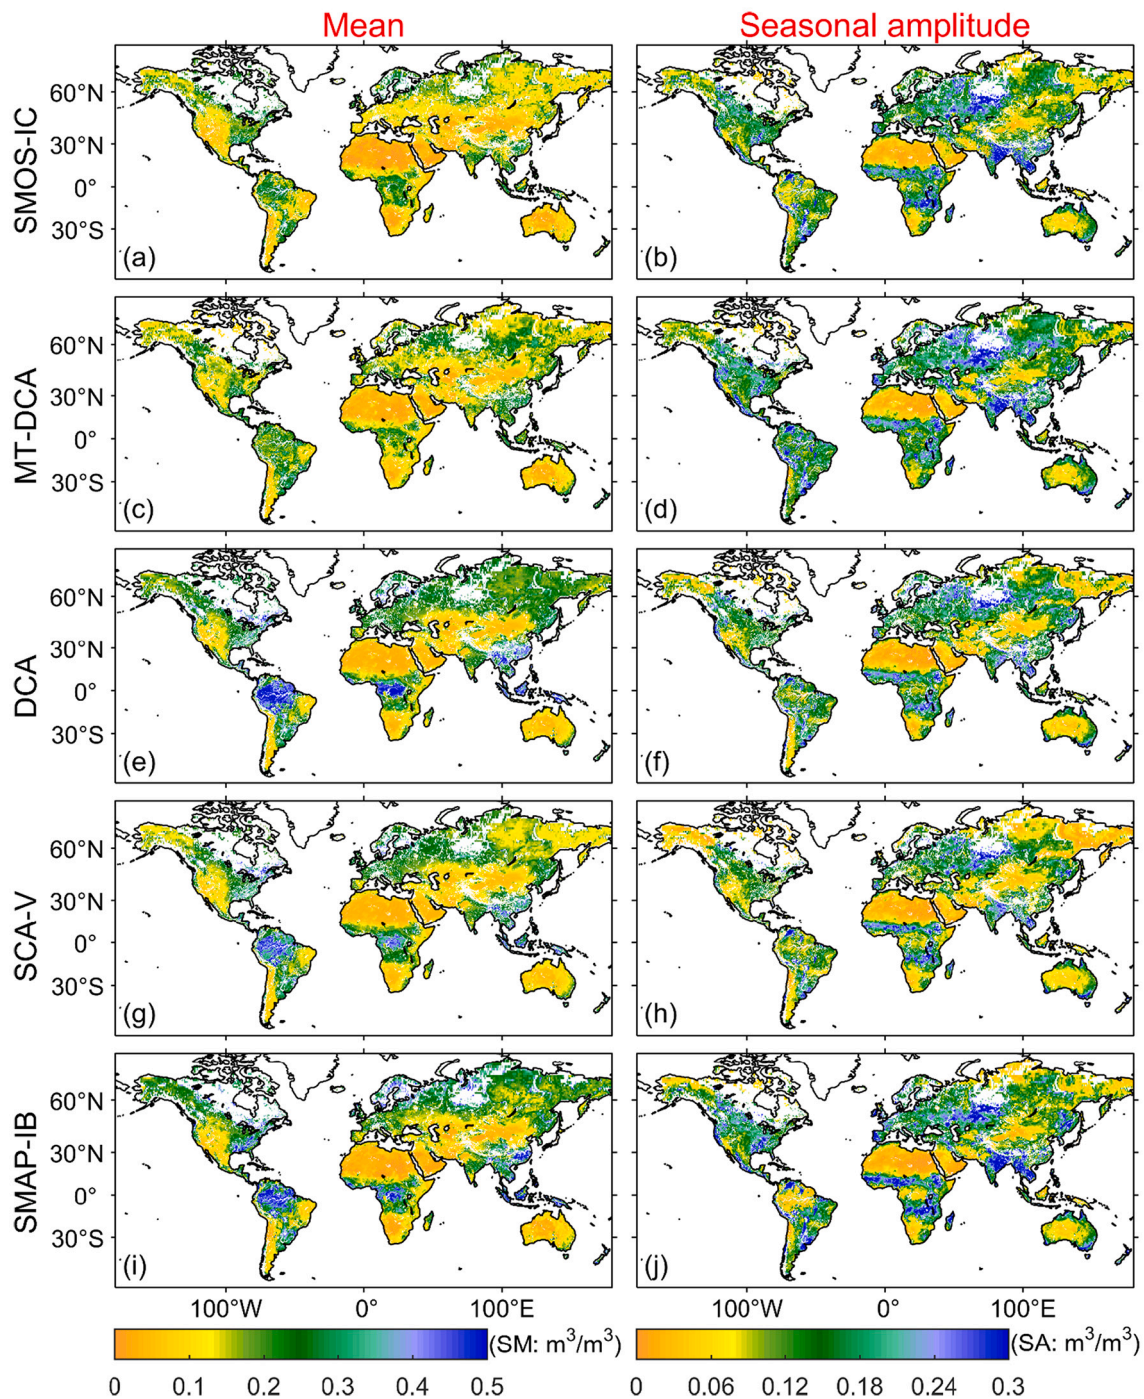 Mean Seasonal amplitude
SMOS-IC
60°N
30°N
0°
30°S
(a) (b)
MT-DCA
60°N
30°N
0°
30°S
(c) (d)
DCA
60°N
30°N
0°
30°S
(e) (f)
SCA-V
60°N
30°N
0°
30°S
(g) (h)
SMAP-IB
60°N
30°N
0°
30°S
(i) (j)
100°W 0° 100°E 0° 100°E
(SM: m³/m³) (SA: m³/m³)
0 0.1 0.2 0.3 0.4 0.5 0 0.06 0.12 0.18 0.24 0.3